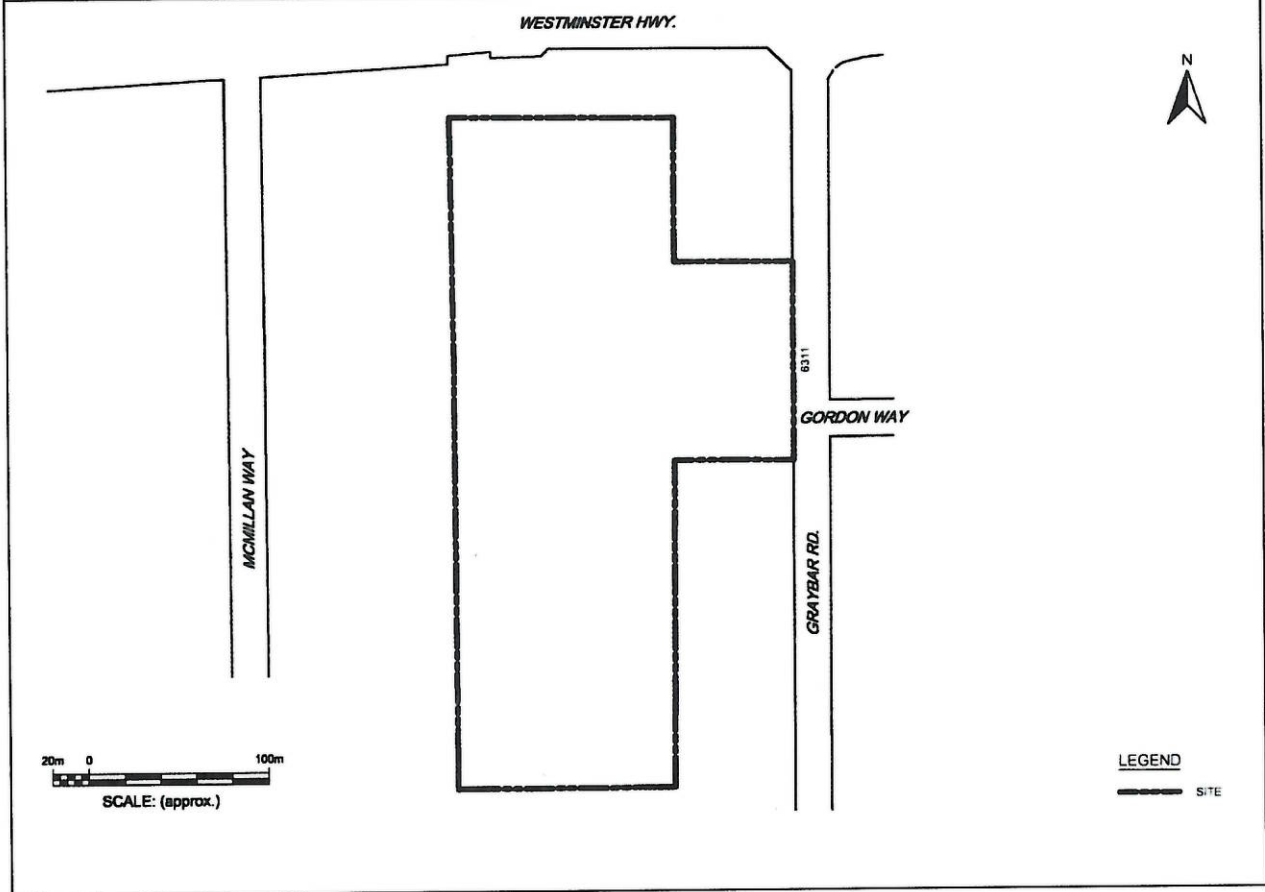 WESTMINSTER HWY.
N
6311
GORDON WAY
MCMILLAN WAY
GRAYBAR RD.
20m 0 100m
SCALE: (approx.)
LEGEND
SITE